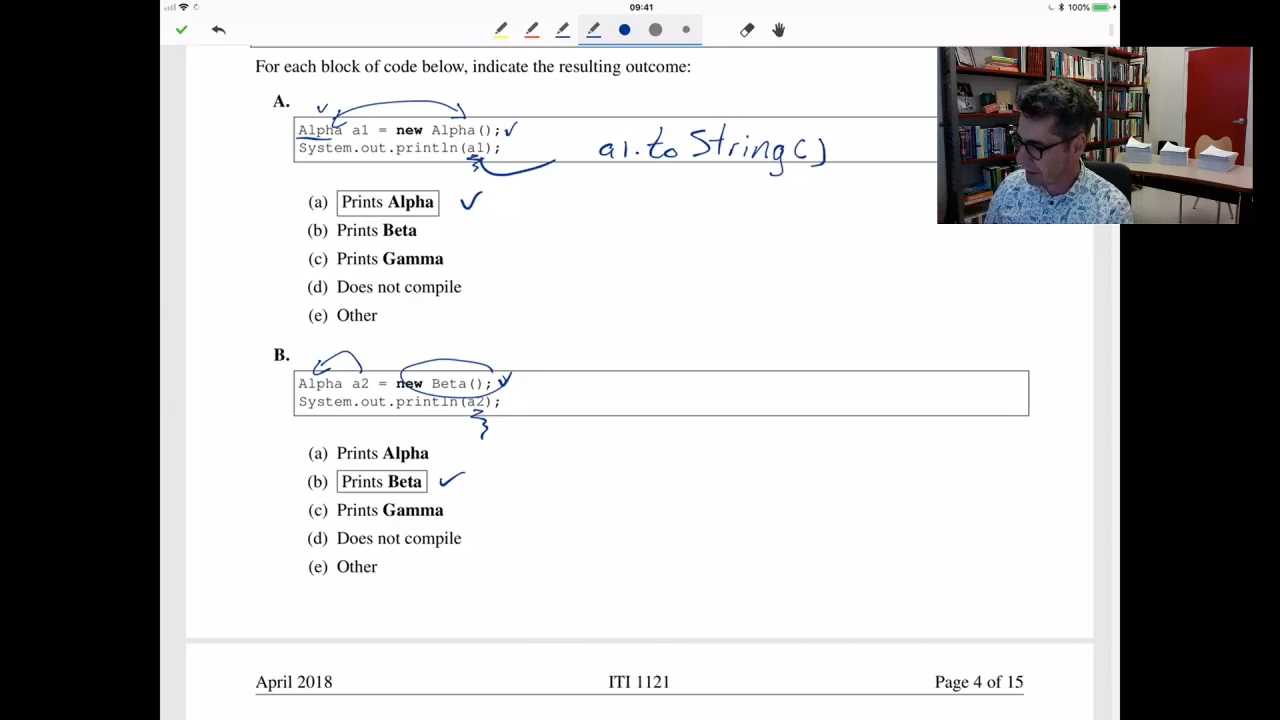 09:41
100%
For each block of code below, indicate the resulting outcome:
A.
Alpha a1 = new Alpha();
System.out.println(a1);
a1.toString()
(a) Prints Alpha
(b) Prints Beta
(c) Prints Gamma
(d) Does not compile
(e) Other
B.
Alpha a2 = new Beta();
System.out.println(a2);
(a) Prints Alpha
(b) Prints Beta
(c) Prints Gamma
(d) Does not compile
(e) Other
April 2018 ITI 1121 Page 4 of 15